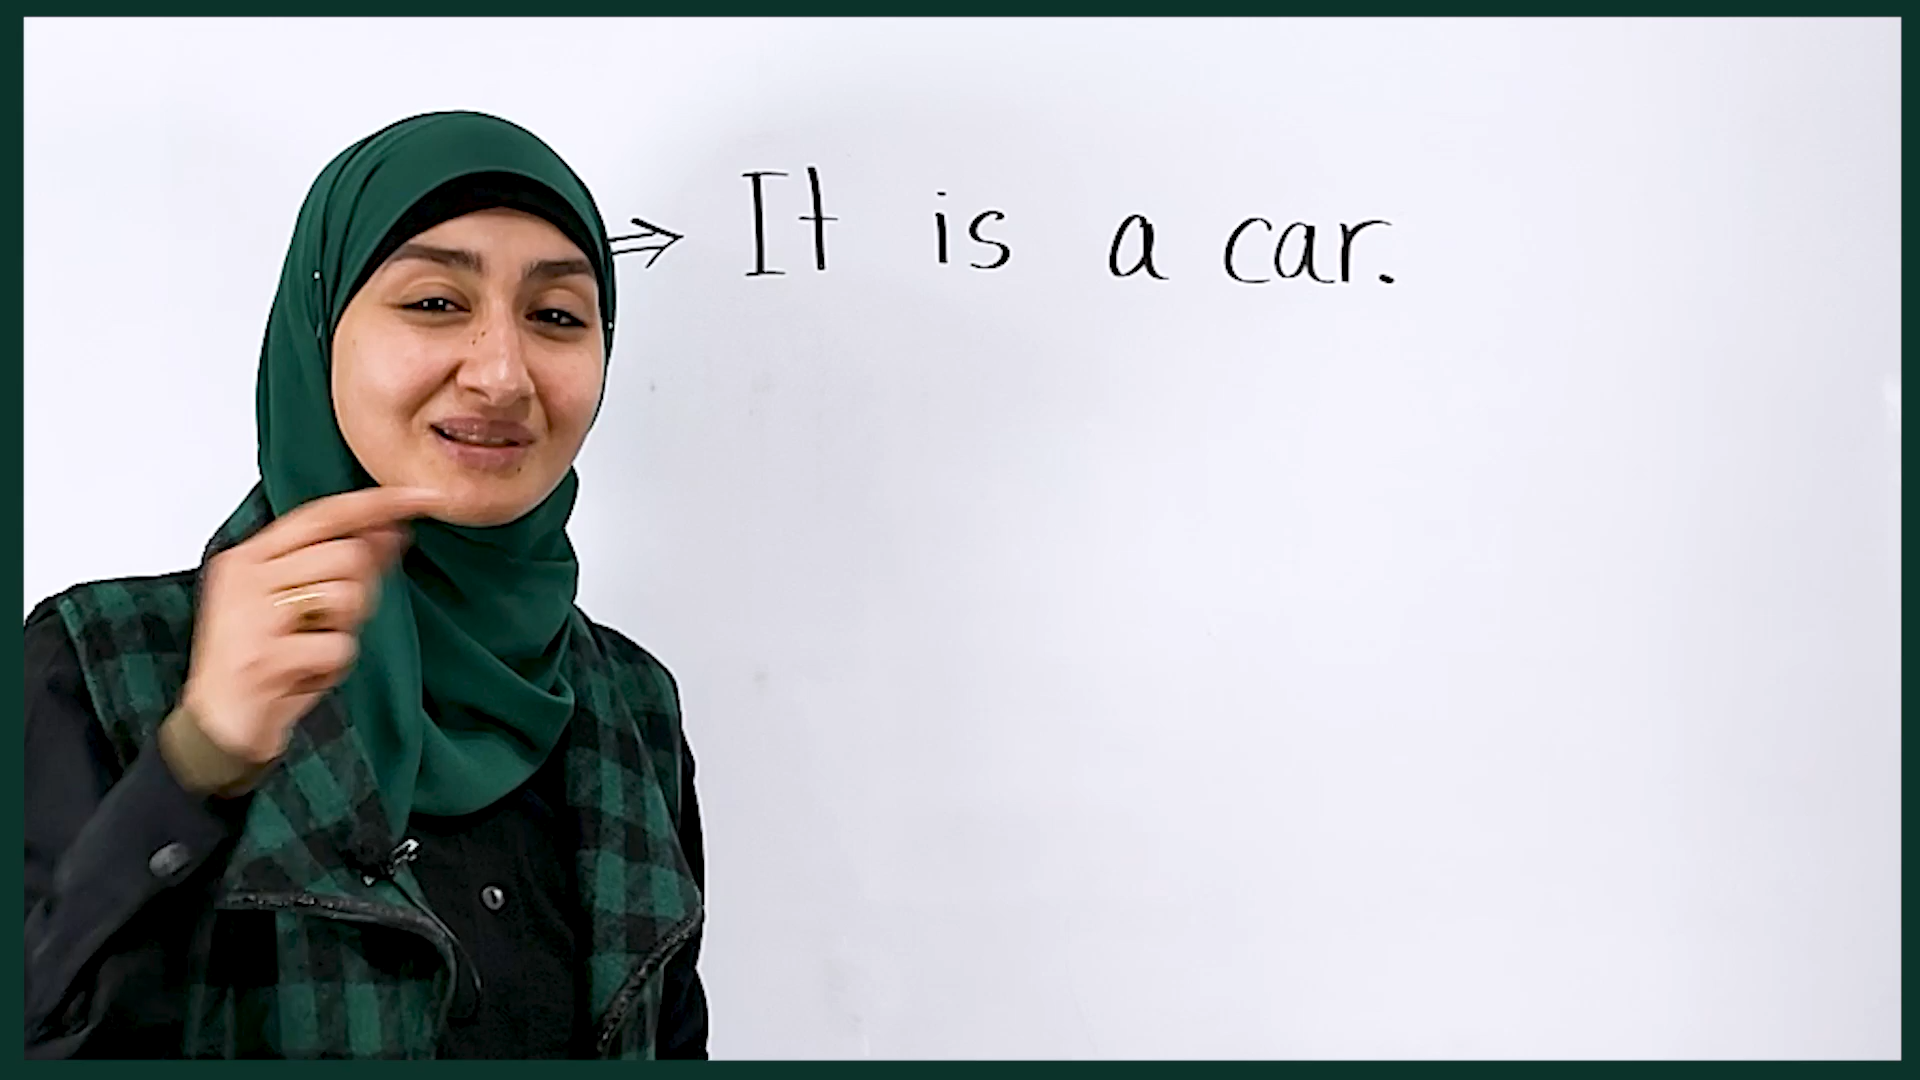 ⇒ It is a car.